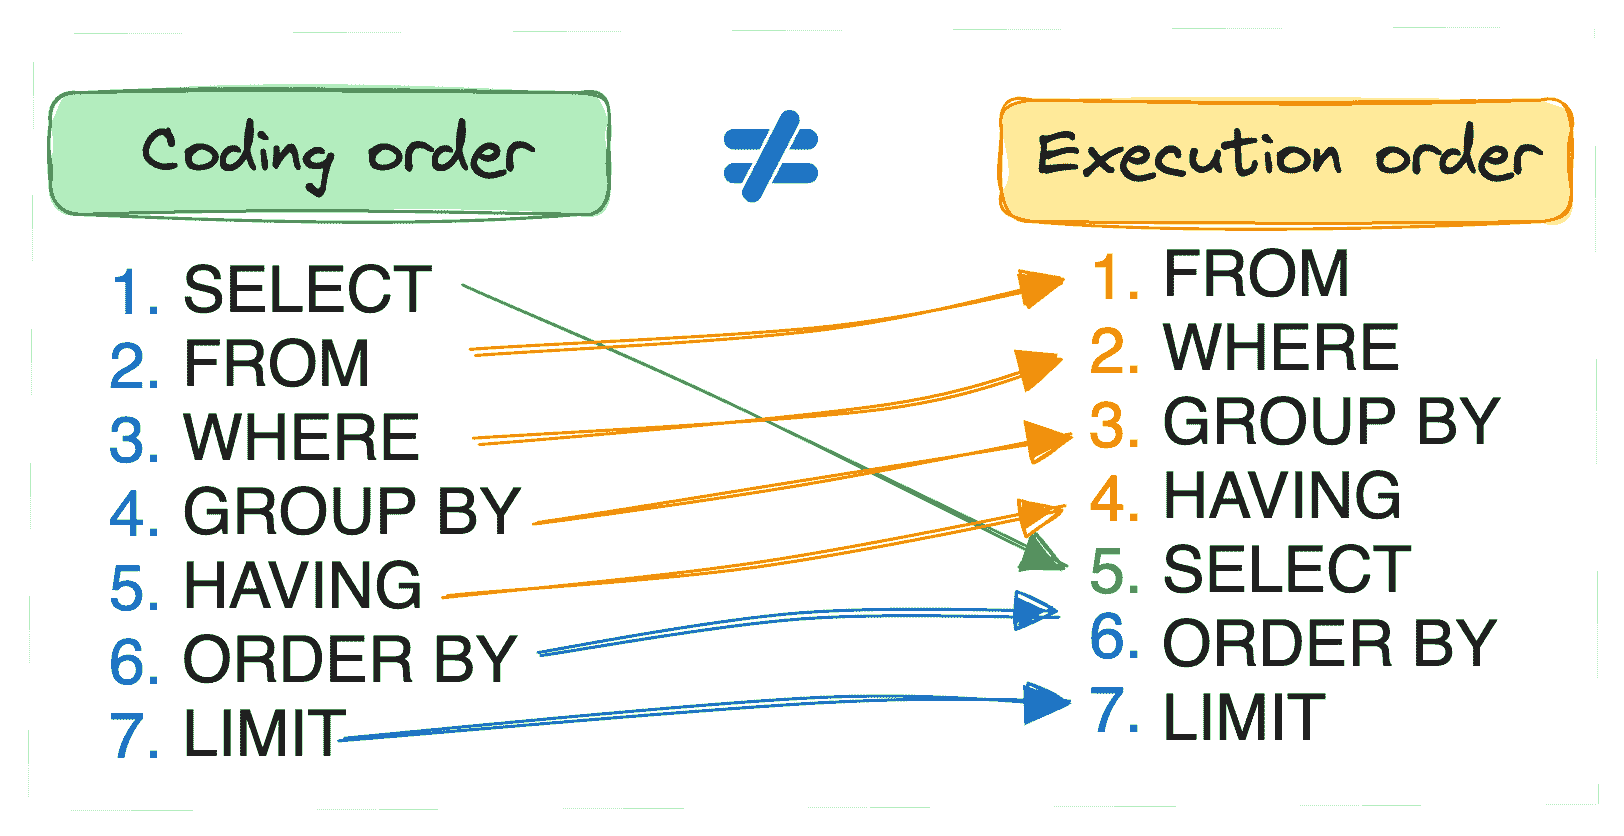 Coding order
≠
Execution order
1. SELECT
2. FROM
3. WHERE
4. GROUP BY
5. HAVING
6. ORDER BY
7. LIMIT
1. FROM
2. WHERE
3. GROUP BY
4. HAVING
5. SELECT
6. ORDER BY
7. LIMIT